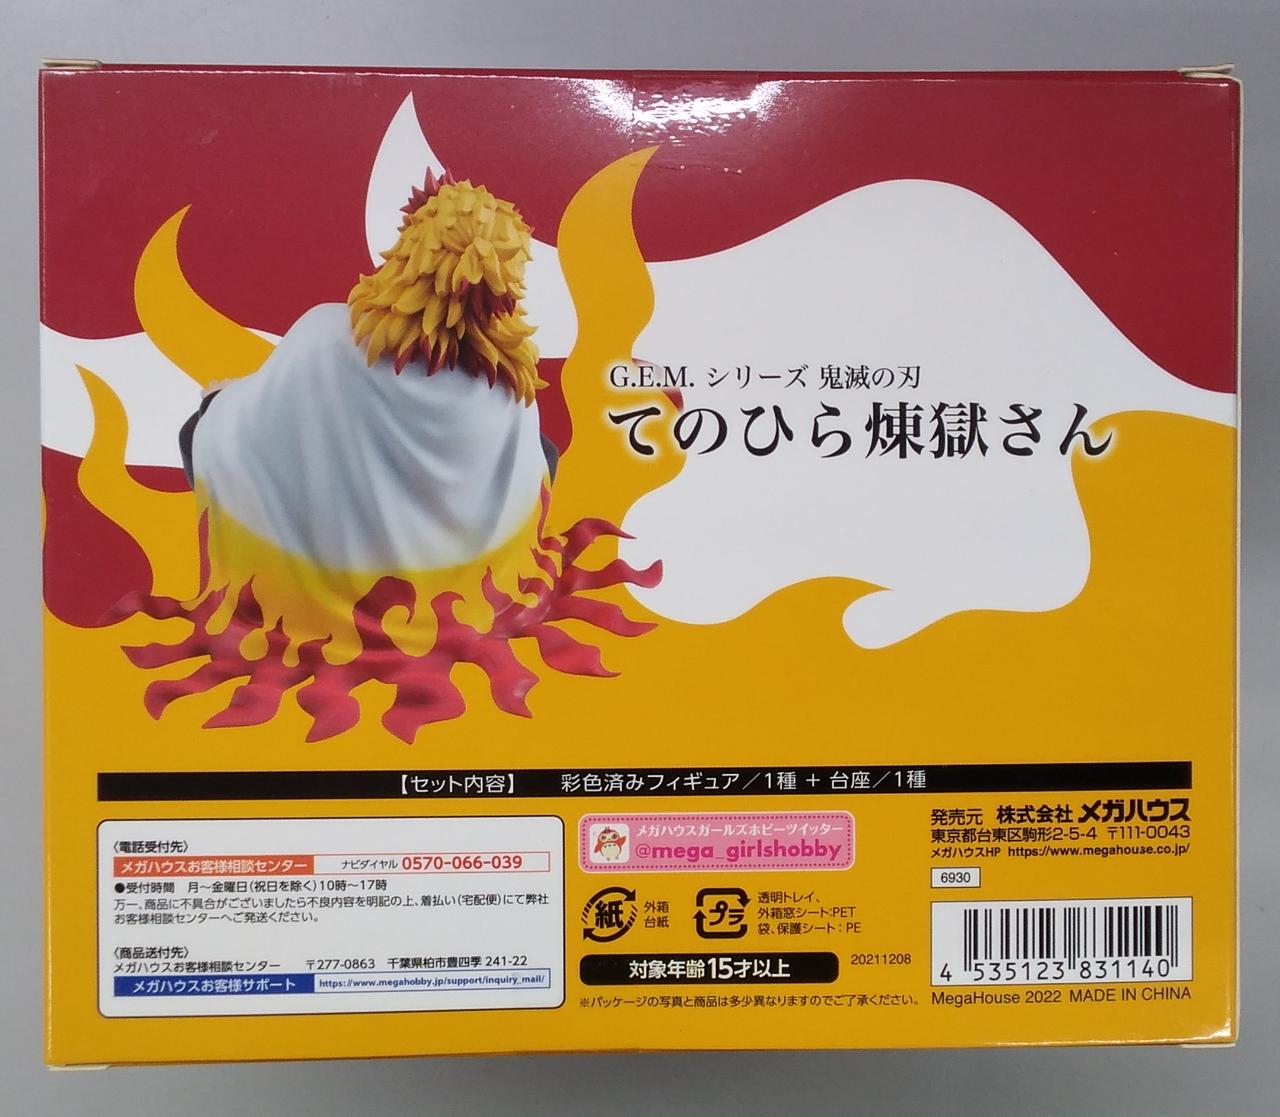 G.E.M. シリーズ 鬼滅の刃
てのひら煉獄さん
【セット内容】 彩色済みフィギュア／1種 + 台座／1種
〈電話受付先〉
メガハウスお客様相談センター ナビダイヤル 0570-066-039
●受付時間 月～金曜日(祝日を除く)10時～17時
万一、商品に不具合がございましたら不良内容を明記の上、着払い(宅配便)にて弊社
お客様相談センターへご発送ください。
〈商品送付先〉
メガハウスお客様相談センター 〒277-0863 千葉県柏市豊四季 241-22
メガハウスお客様サポート https://www.megahobby.jp/support/inquiry_mail/
メガハウスガールズホビーツイッター
@mega_girlshobby
紙 外箱
台紙
プラ 透明トレイ、
外箱窓シート:PET
袋、保護シート:PE
対象年齢15才以上
20211208
※パッケージの写真と商品は多少異なりますのでご了承ください。
発売元 株式会社 メガハウス
東京都台東区駒形2-5-4 〒111-0043
メガハウスHP https://www.megahouse.co.jp/
6930
4 535123 831140
MegaHouse 2022 MADE IN CHINA